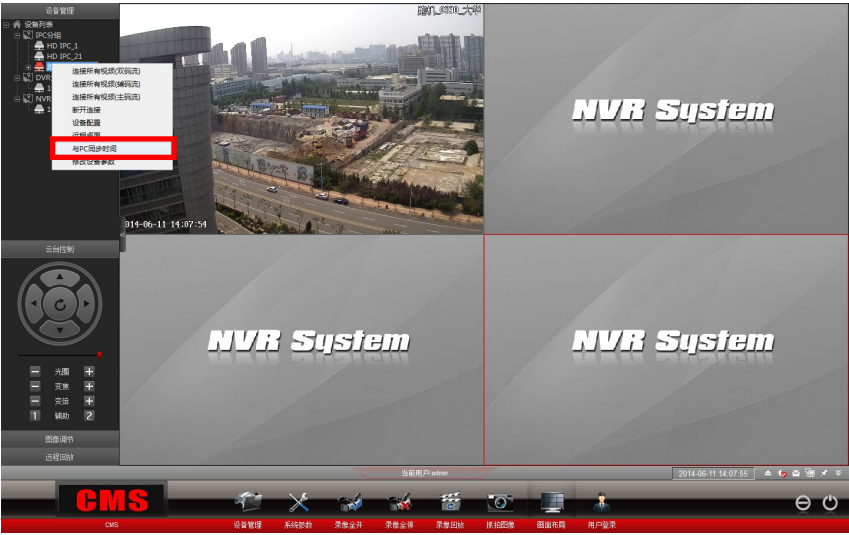 设备管理
设备列表
IPC分组
HD IPC_1
HD IPC_21
DVR
1
NVR
1
连接所有视频(双码流)
连接所有视频(辅码流)
连接所有视频(主码流)
断开连接
设备配置
远程桌面
与PC同步时间
修改设备参数
014-06-11 14:07:54
NVR System
NVR System
NVR System
云台控制
光圈
变焦
变倍
1 辅助 2
图像调节
远程回放
当前用户:admin
2014-06-11 14:07:55
CMS
CMS
设备管理
系统参数
录像全开
录像全停
录像回放
抓拍图像
画面布局
用户登录